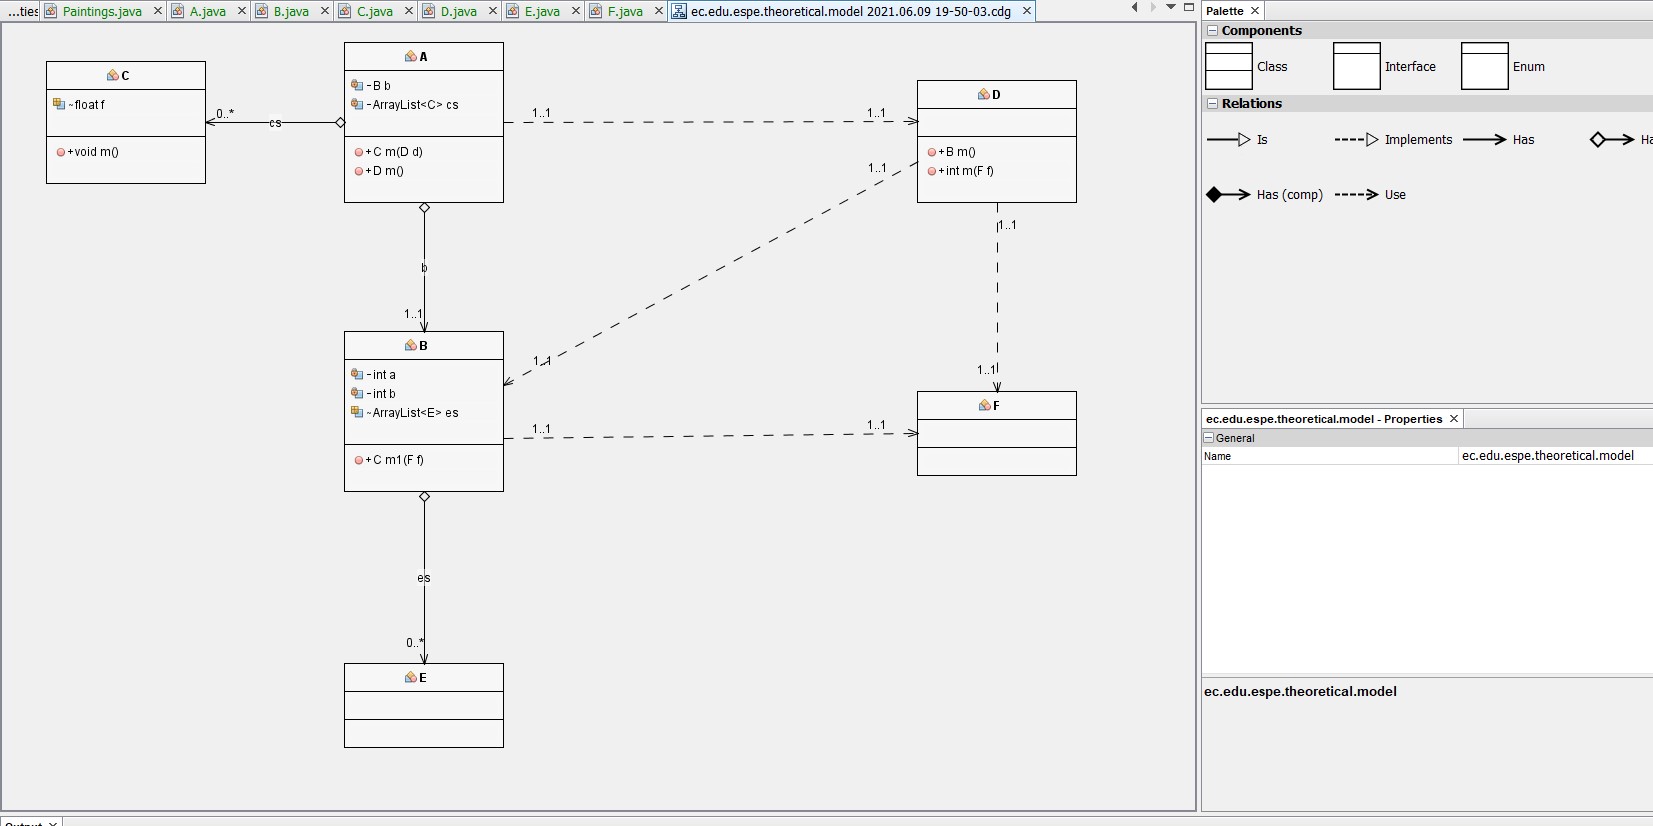 ...ties Paintings.java A.java B.java C.java D.java E.java F.java ec.edu.espe.theoretical.model 2021.06.09 19-50-03.cdg
C
~float f
+void m()
0..*
cs
A
-B b
-ArrayList<C> cs
+C m(D d)
+D m()
1..1
1..1
D
+B m()
+int m(F f)
1..1
1..1
1..1
1..1
b
1..1
B
-int a
-int b
~ArrayList<E> es
+C m1(F f)
1..1
1..1
F
es
0..*
E
Palette
Components
Class Interface Enum
Relations
Is Implements Has Ha
Has (comp) Use
ec.edu.espe.theoretical.model - Properties
General
Name ec.edu.espe.theoretical.model
ec.edu.espe.theoretical.model
Output